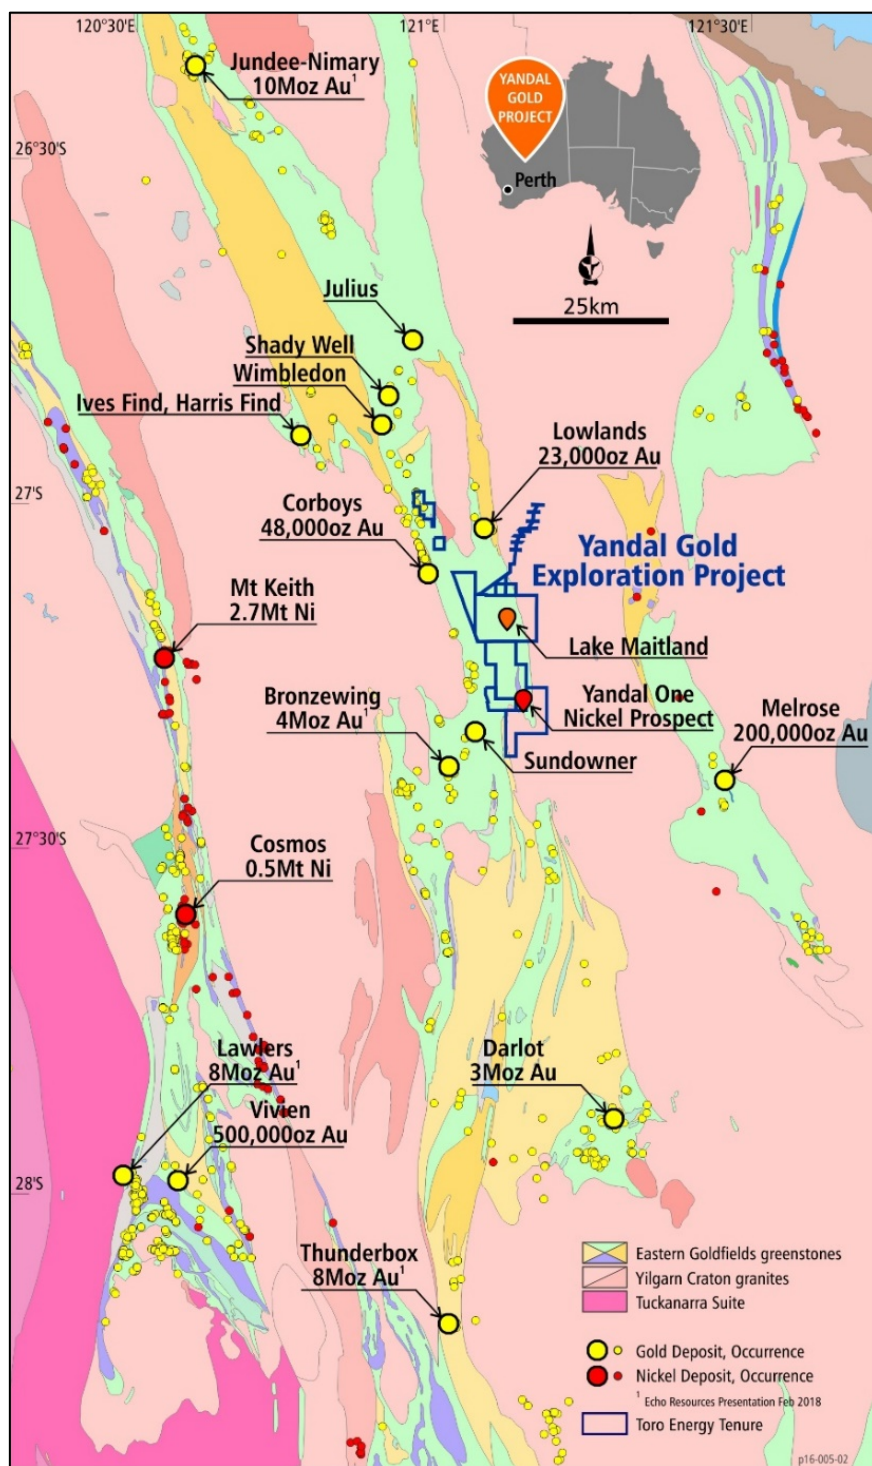 120°30'E
121°E
121°30'E
Jundee-Nimary
10Moz Au¹
YANDAL
GOLD
PROJECT
26°30'S
Perth
25km
Julius
Shady Well
Wimbledon
Ives Find, Harris Find
Lowlands
23,000oz Au
27°S
Corboys
48,000oz Au
Yandal Gold
Exploration Project
Mt Keith
2.7Mt Ni
Lake Maitland
Bronzewing
4Moz Au¹
Yandal One
Nickel Prospect
Melrose
200,000oz Au
Sundowner
27°30'S
Cosmos
0.5Mt Ni
Lawlers
8Moz Au¹
Darlot
3Moz Au
Vivien
500,000oz Au
28°S
Thunderbox
8Moz Au¹
Eastern Goldfields greenstones
Yilgarn Craton granites
Tuckanarra Suite
Gold Deposit, Occurrence
Nickel Deposit, Occurrence
¹ Echo Resources Presentation Feb 2018
Toro Energy Tenure
p16-005-02